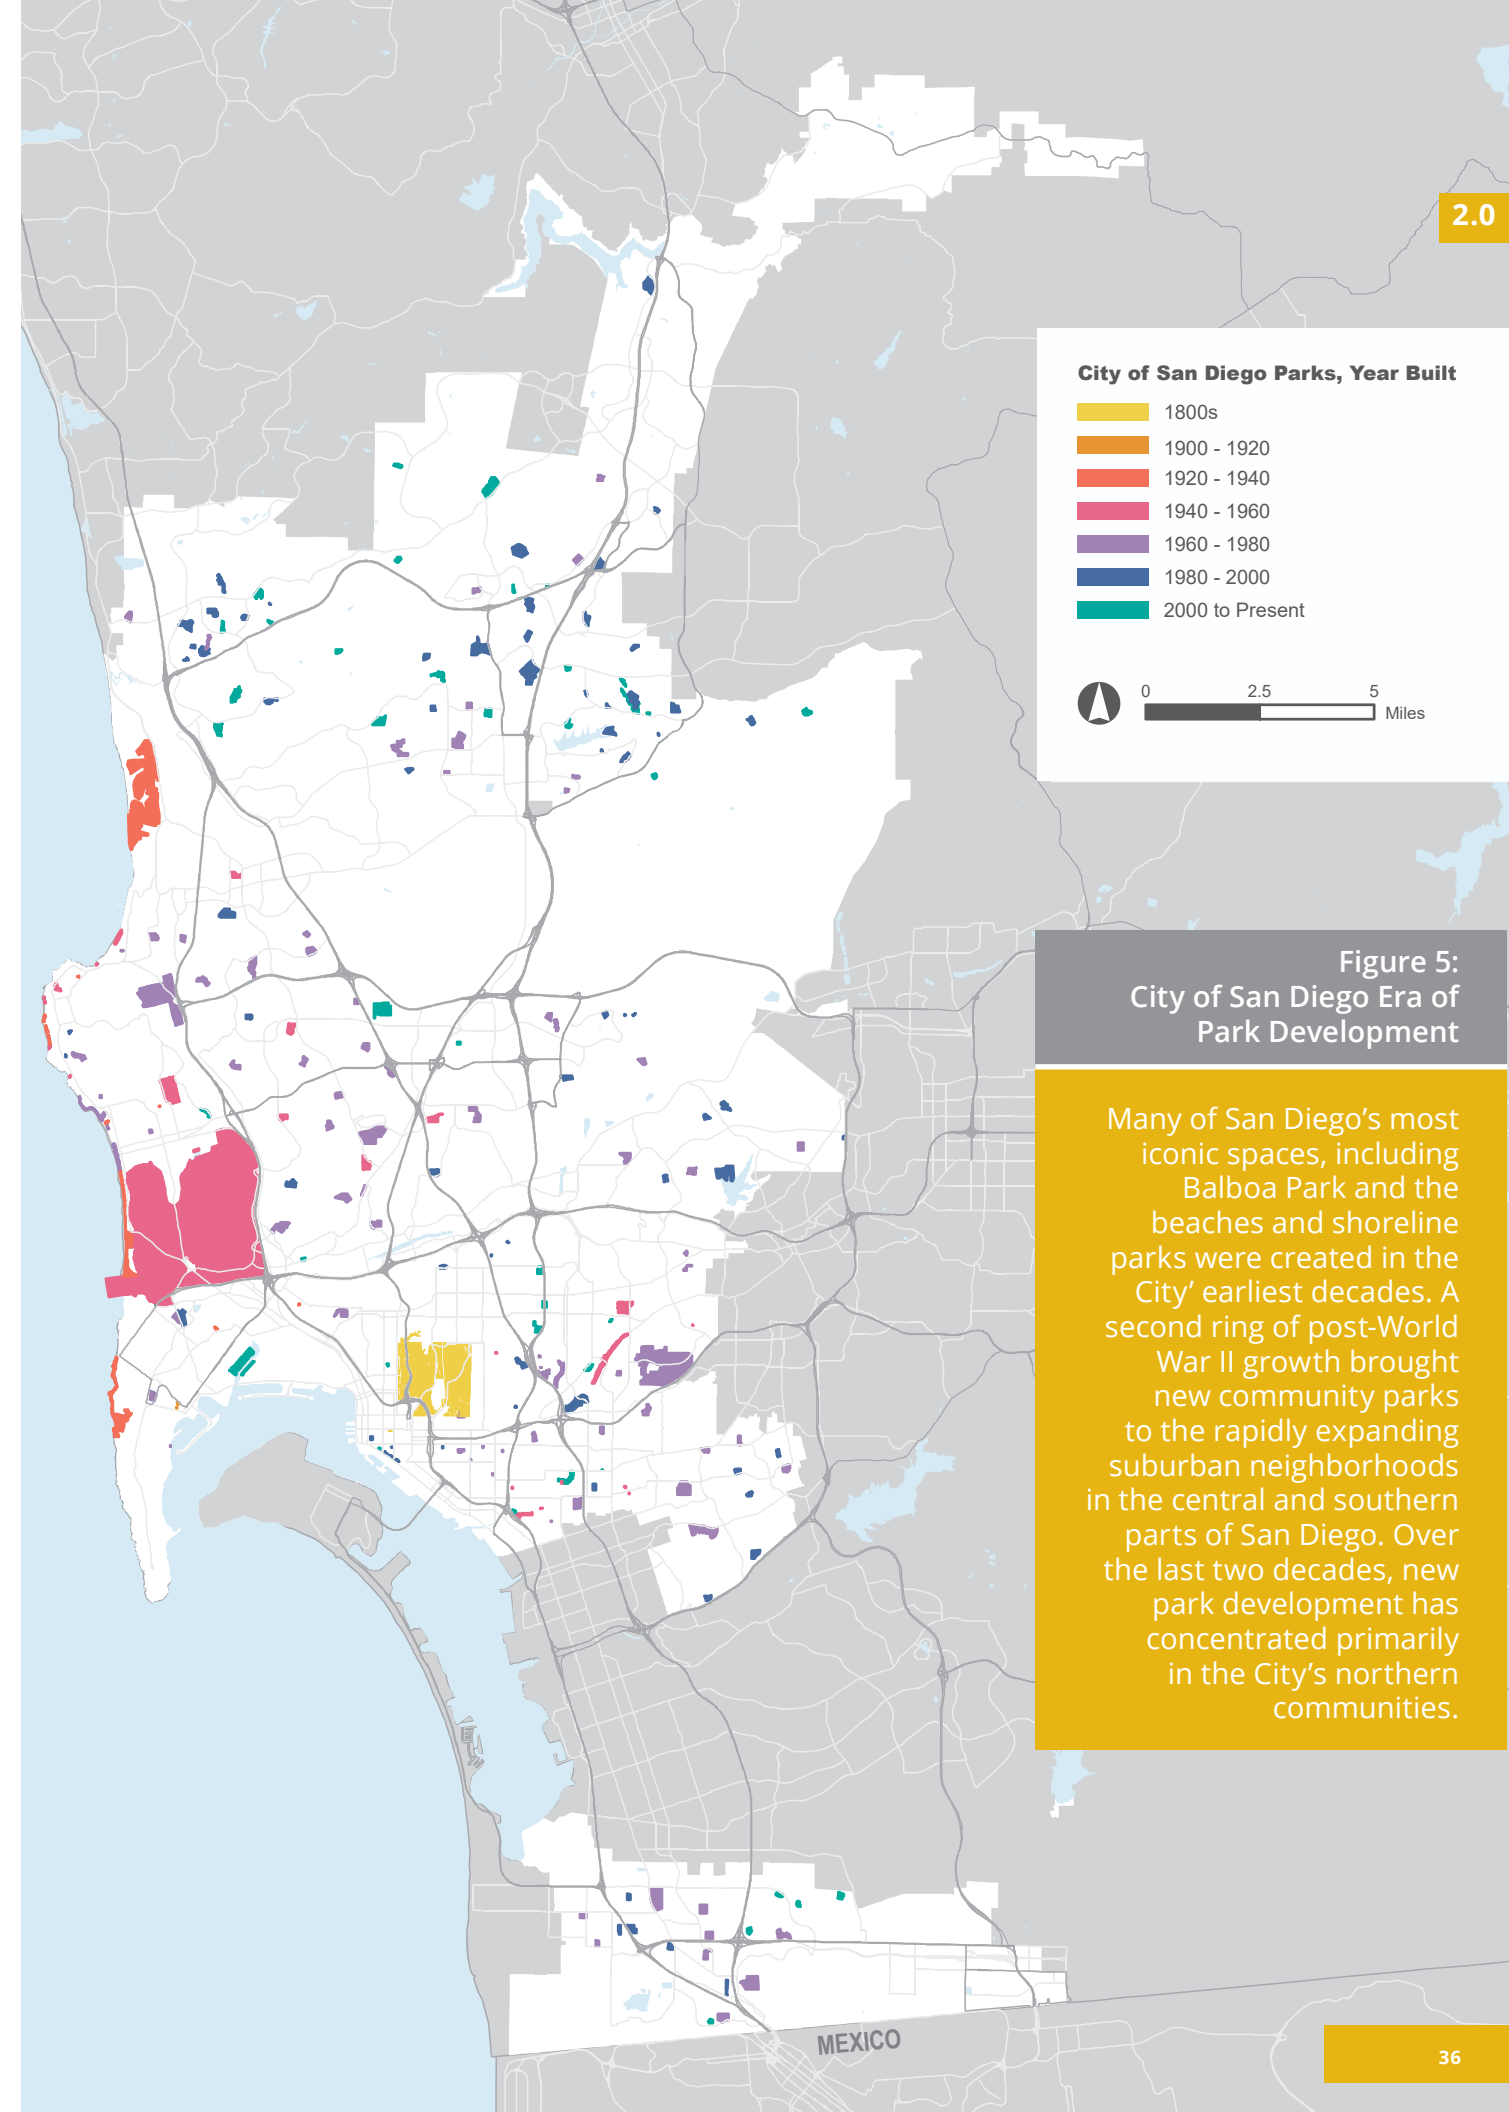 2.0
City of San Diego Parks, Year Built
1800s
1900 - 1920
1920 - 1940
1940 - 1960
1960 - 1980
1980 - 2000
2000 to Present
0 2.5 5
Miles
Figure 5:
City of San Diego Era of
Park Development
Many of San Diego’s most
iconic spaces, including
Balboa Park and the
beaches and shoreline
parks were created in the
City’ earliest decades. A
second ring of post-World
War II growth brought
new community parks
to the rapidly expanding
suburban neighborhoods
in the central and southern
parts of San Diego. Over
the last two decades, new
park development has
concentrated primarily
in the City’s northern
communities.
MEXICO
36